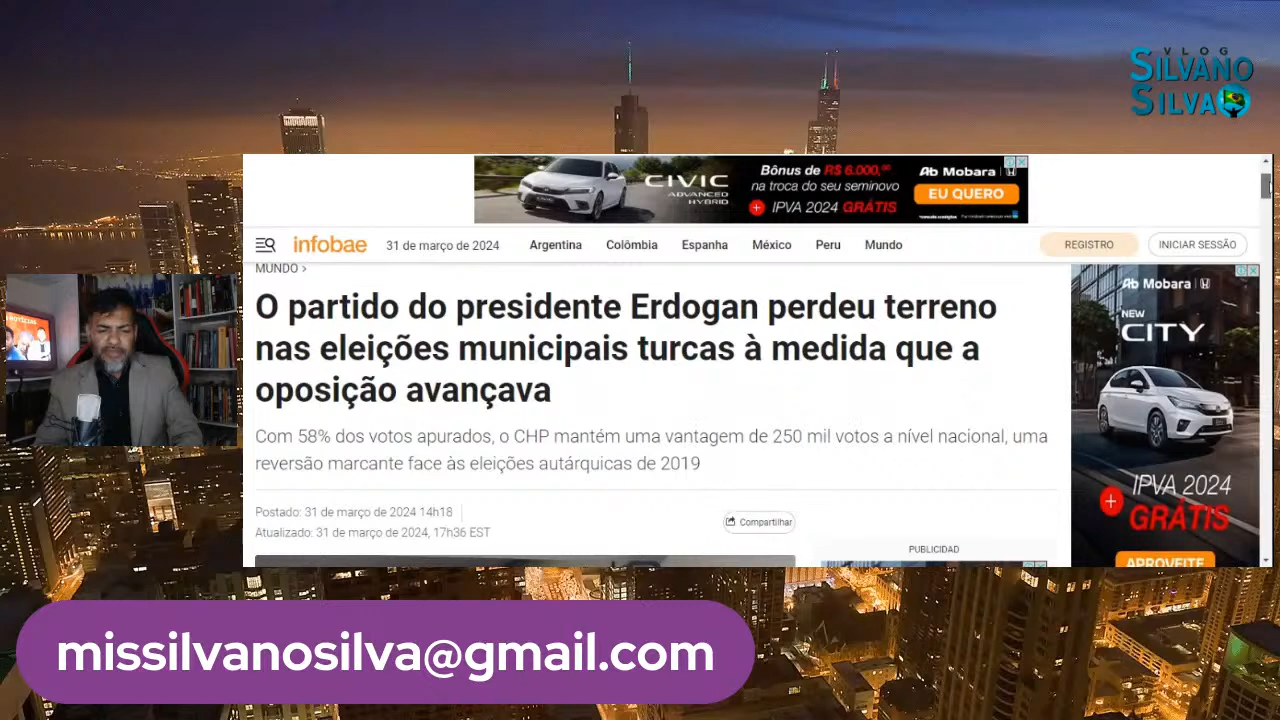 VLOG
SILVANO
SILVA
CIVIC
ADVANCED
HYBRID
Bônus de R$ 6.000,00
na troca do seu seminovo
IPVA 2024 GRÁTIS
Ab Mobara
EU QUERO
infobae
31 de março de 2024
Argentina
Colômbia
Espanha
México
Peru
Mundo
REGISTRO
INICIAR SESSÃO
MUNDO >
O partido do presidente Erdogan perdeu terreno
nas eleições municipais turcas à medida que a
oposição avançava
Com 58% dos votos apurados, o CHP mantém uma vantagem de 250 mil votos a nível nacional, uma
reversão marcante face às eleições autárquicas de 2019
Postado: 31 de março de 2024 14h18
Atualizado: 31 de março de 2024, 17h36 EST
Compartilhar
PUBLICIDAD
Ab Mobara
NEW
CITY
IPVA 2024
GRÁTIS
APROVEITE
NOTÍCIAS
missilvanosilva@gmail.com